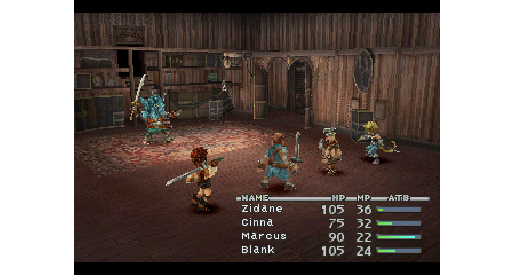 NAME HP MP ATB
Zidane 105 36
Cinna 75 32
Marcus 90 22
Blank 105 24